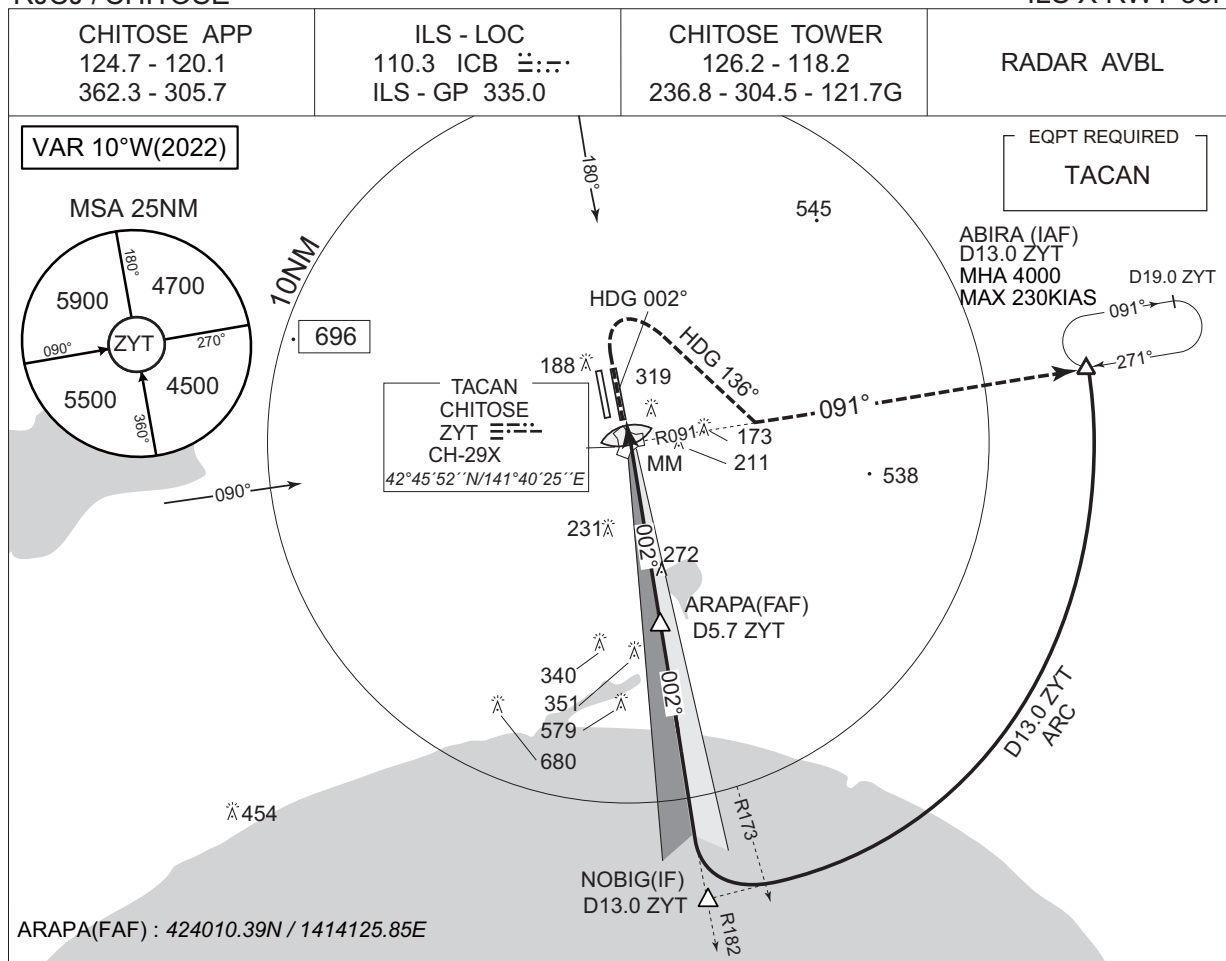 CHITOSE APP
124.7 - 120.1
362.3 - 305.7
ILS - LOC
110.3 ICB
ILS - GP 335.0
CHITOSE TOWER
126.2 - 118.2
236.8 - 304.5 - 121.7G
RADAR AVBL
VAR 10°W(2022)
EQPT REQUIRED
TACAN
MSA 25NM
180°
5900
4700
ZYT
090°
270°
5500
4500
360°
10NM
180°
545
ABIRA (IAF)
D13.0 ZYT
MHA 4000
MAX 230KIAS
D19.0 ZYT
091°
271°
HDG 002°
HDG 136°
696
188
319
091°
TACAN
CHITOSE
ZYT
CH-29X
42°45´52´´N/141°40´25´´E
R091
173
211
MM
538
090°
231
002°
272
ARAPA(FAF)
D5.7 ZYT
340
351
579
680
002°
D13.0 ZYT
ARC
454
R173
NOBIG(IF)
D13.0 ZYT
R182
ARAPA(FAF) : 424010.39N / 1414125.85E